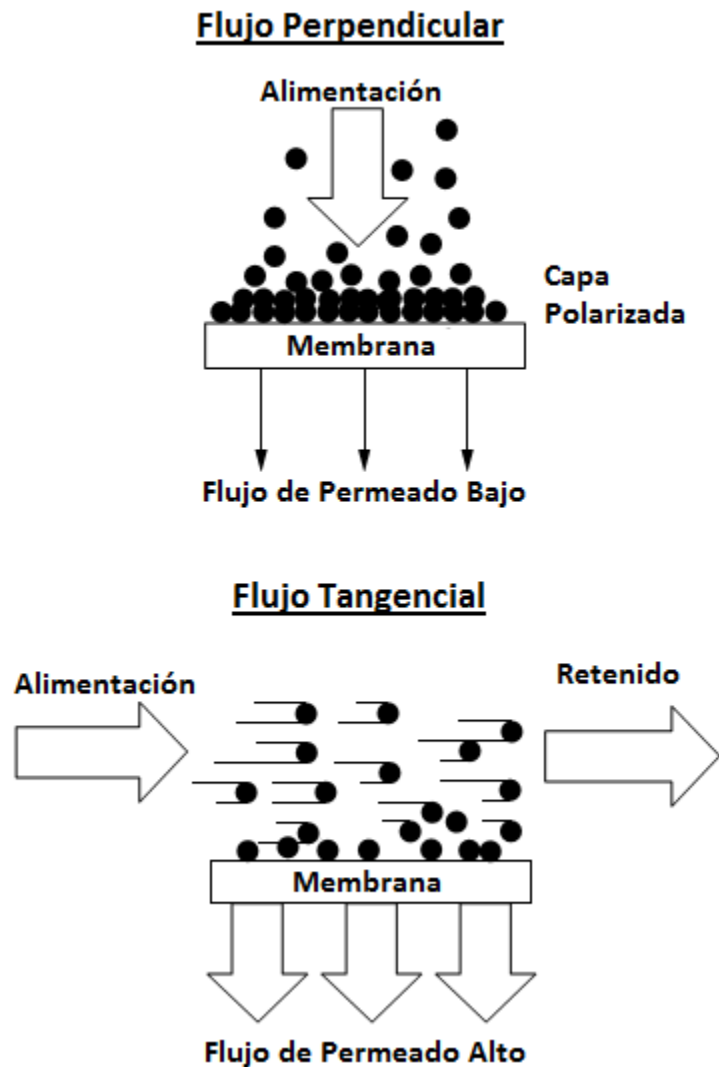 Flujo Perpendicular
Alimentación
Capa
Polarizada
Membrana
Flujo de Permeado Bajo
Flujo Tangencial
Alimentación
Retenido
Membrana
Flujo de Permeado Alto